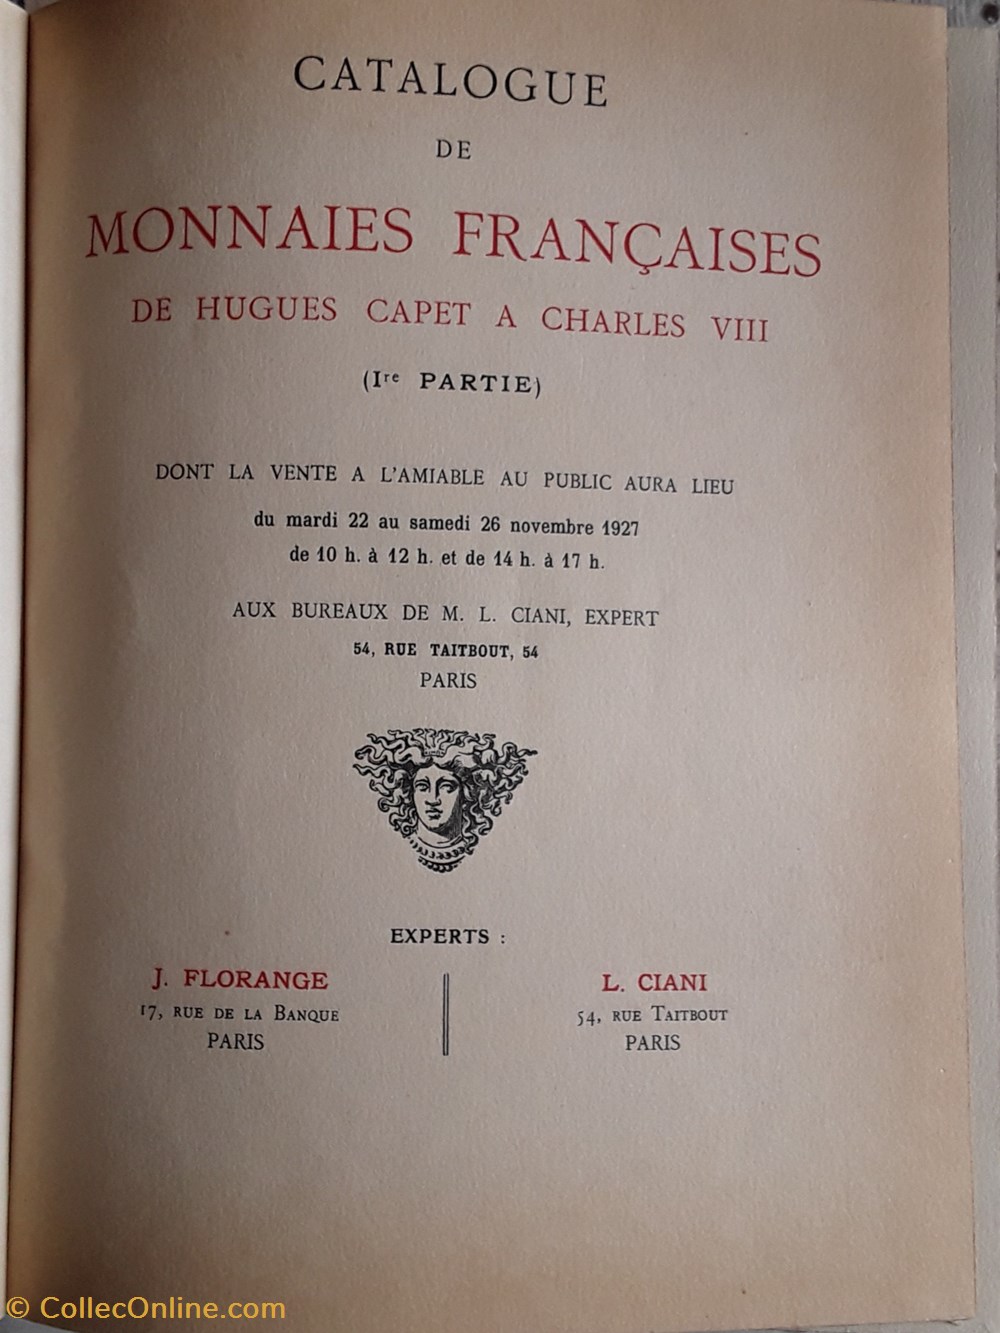 CATALOGUE
DE
MONNAIES FRANÇAISES
DE HUGUES CAPET A CHARLES VIII
(Ire PARTIE)
DONT LA VENTE A L'AMIABLE AU PUBLIC AURA LIEU
du mardi 22 au samedi 26 novembre 1927
de 10 h. à 12 h. et de 14 h. à 17 h.
AUX BUREAUX DE M. L. CIANI, EXPERT
54, RUE TAITBOUT, 54
PARIS
EXPERTS :
J. FLORANGE
17, RUE DE LA BANQUE
PARIS
L. CIANI
54, RUE TAITBOUT
PARIS
© CollecOnline.com